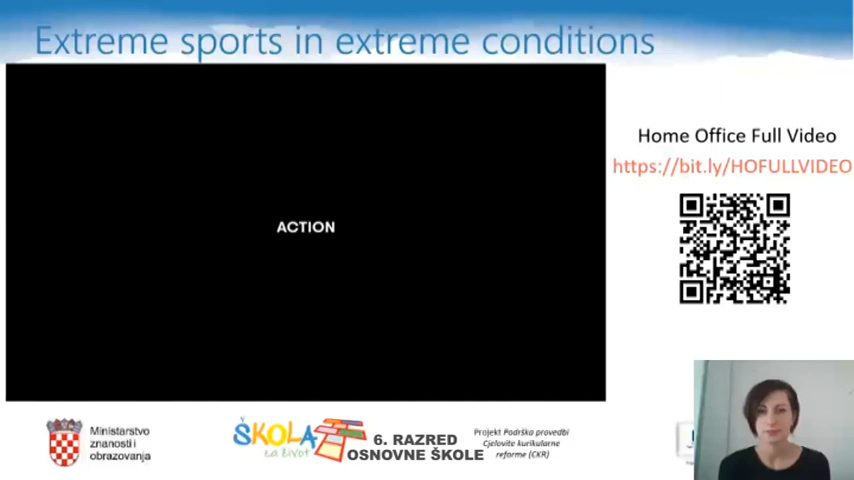 Extreme sports in extreme conditions
ACTION
Home Office Full Video
https://bit.ly/HOFULLVIDEO
Ministarstvo
znanosti i
obrazovanja
ŠKOLA
za život
6. RAZRED
OSNOVNE ŠKOLE
Projekt Podrška provedbi
Cjelovite kurikularne
reforme (CKR)